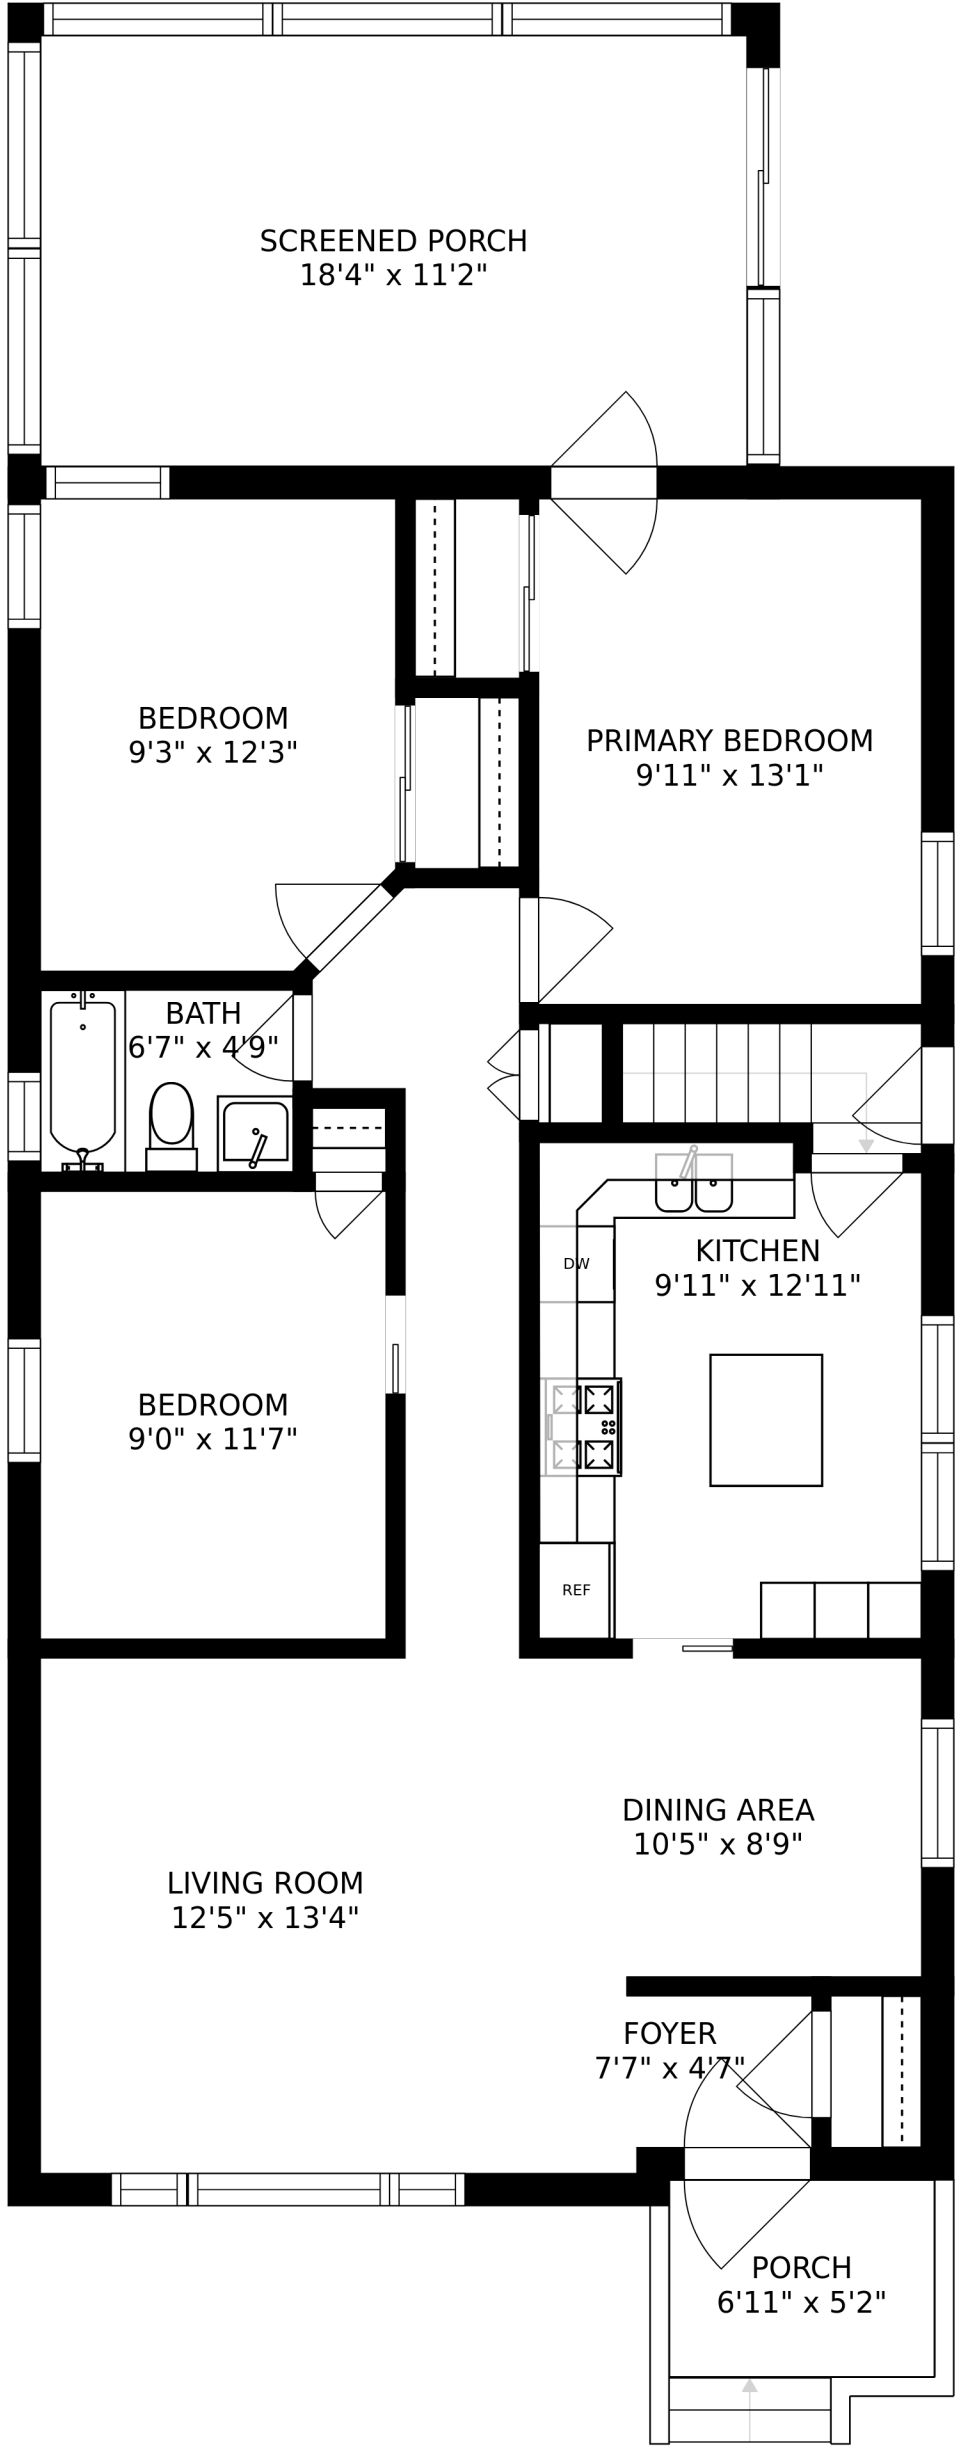 SCREENED PORCH
18'4" x 11'2"
BEDROOM
9'3" x 12'3"
PRIMARY BEDROOM
9'11" x 13'1"
BATH
6'7" x 4'9"
KITCHEN
9'11" x 12'11"
DW
BEDROOM
9'0" x 11'7"
REF
DINING AREA
10'5" x 8'9"
LIVING ROOM
12'5" x 13'4"
FOYER
7'7" x 4'7"
PORCH
6'11" x 5'2"